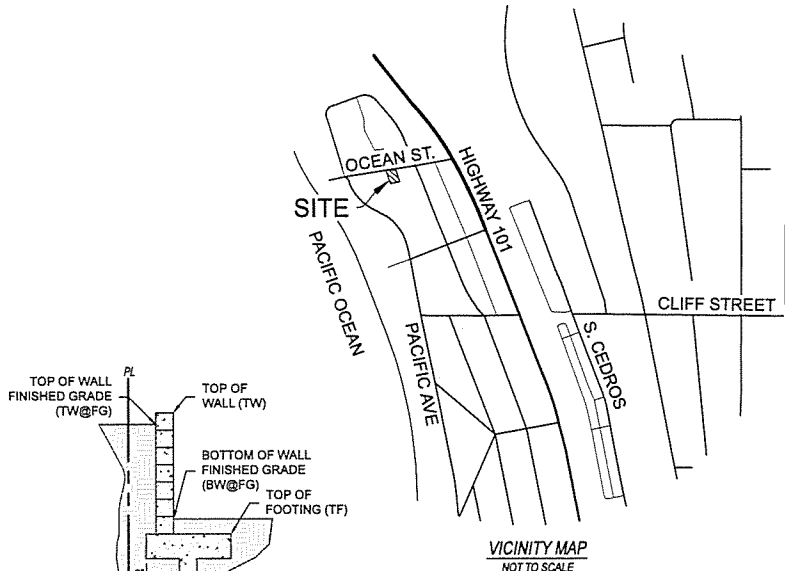 OCEAN ST.
HIGHWAY 101
SITE
PACIFIC OCEAN
PACIFIC AVE
CLIFF STREET
S. CEDROS
PL
TOP OF WALL
FINISHED GRADE
(TW@FG)
TOP OF
WALL (TW)
BOTTOM OF WALL
FINISHED GRADE
(BW@FG)
TOP OF
FOOTING (TF)
VICINITY MAP
NOT TO SCALE